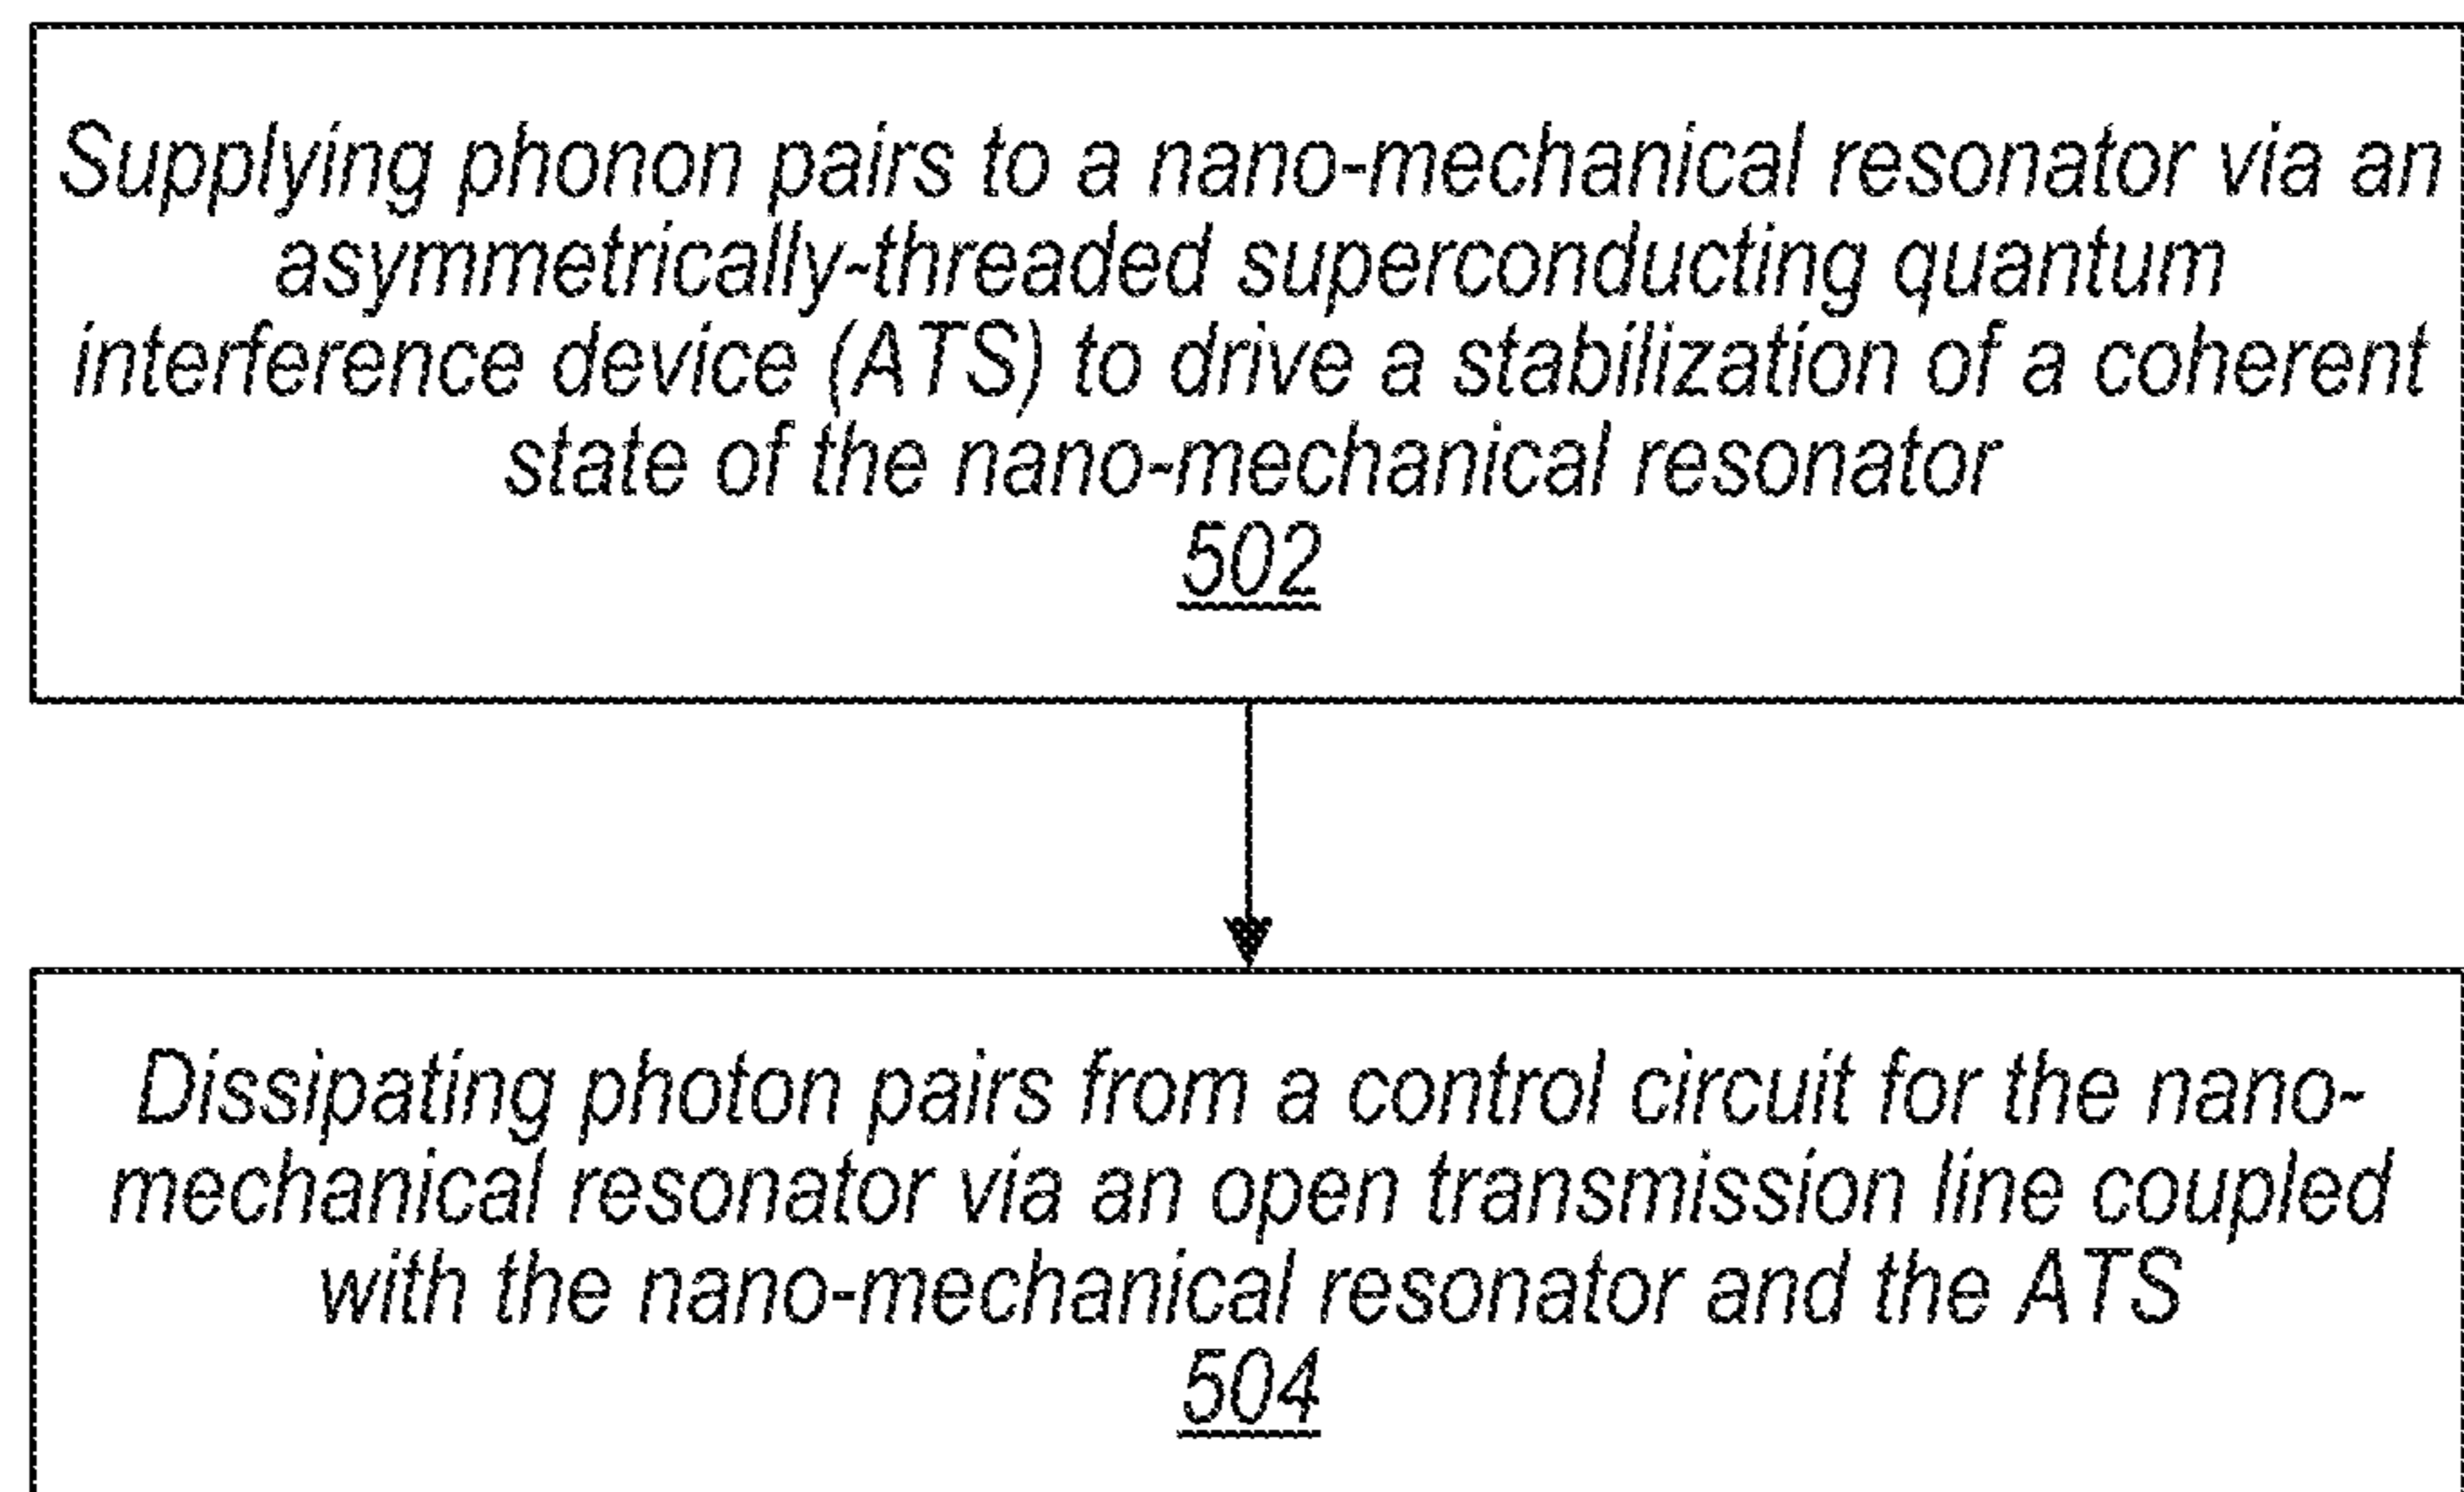 Supplying phonon pairs to a nano-mechanical resonator via an
asymmetrically-threaded superconducting quantum
interference device (ATS) to drive a stabilization of a coherent
state of the nano-mechanical resonator
502
Dissipating photon pairs from a control circuit for the nano-
mechanical resonator via an open transmission line coupled
with the nano-mechanical resonator and the ATS
504